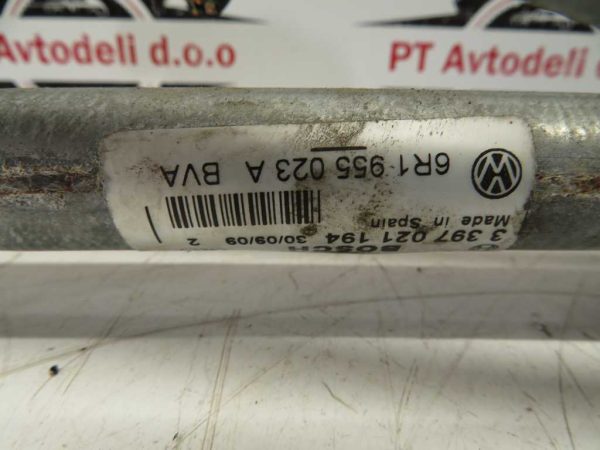 Avtodeli d.o.o
PT Avtodeli d.o
BOSCH
3 397 021 194 30/09/09 2
Made in Spain
6R1 955 023 A BVA